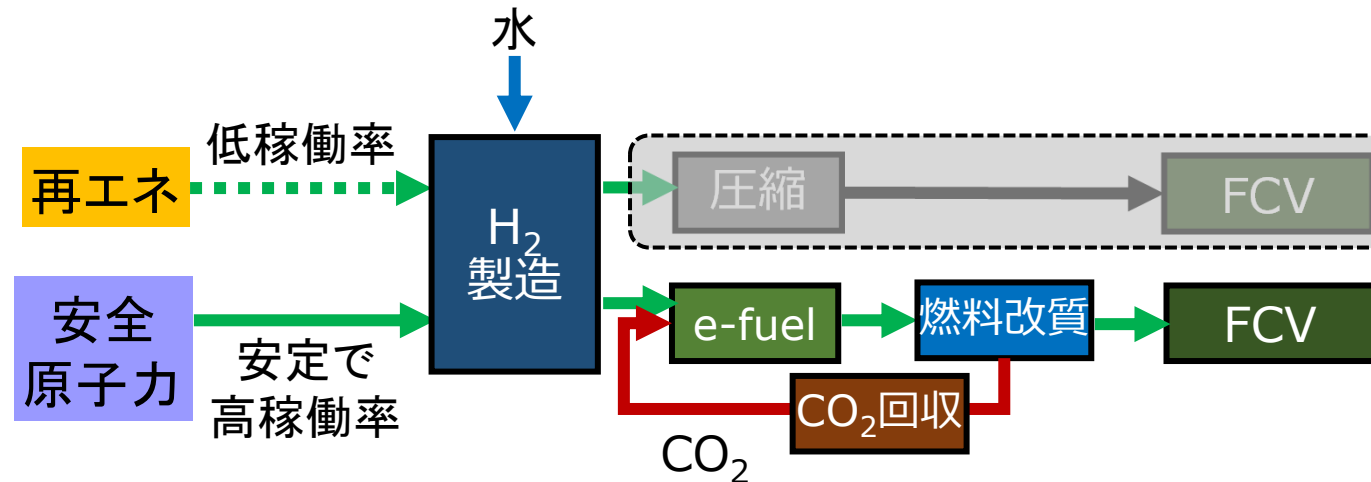 水
低稼働率
再エネ
圧縮
FCV
H₂
製造
安全
原子力
安定で
高稼働率
e-fuel
燃料改質
FCV
CO₂回収
CO₂